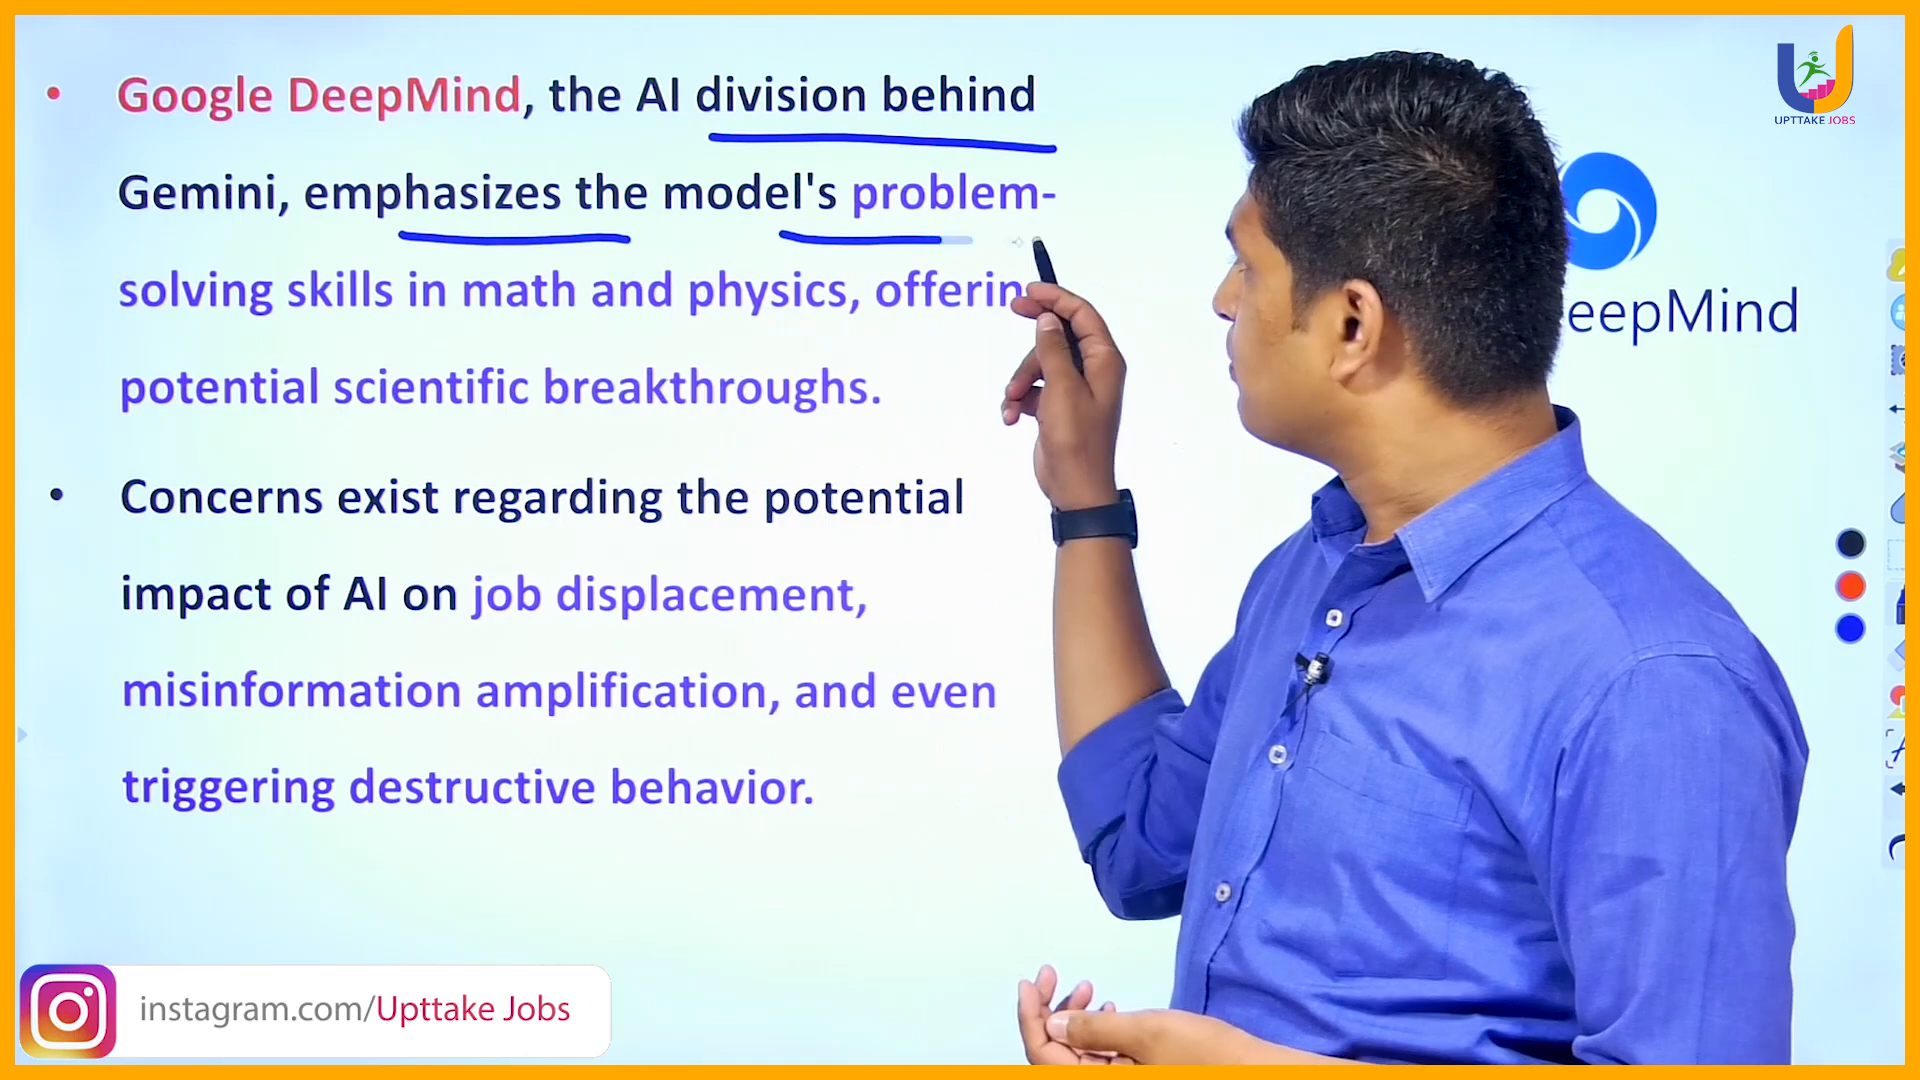 • Google DeepMind, the AI division behind
Gemini, emphasizes the model's problem-
solving skills in math and physics, offerin
potential scientific breakthroughs.
• Concerns exist regarding the potential
impact of AI on job displacement,
misinformation amplification, and even
triggering destructive behavior.
UPTTAKE JOBS
eepMind
instagram.com/Upttake Jobs